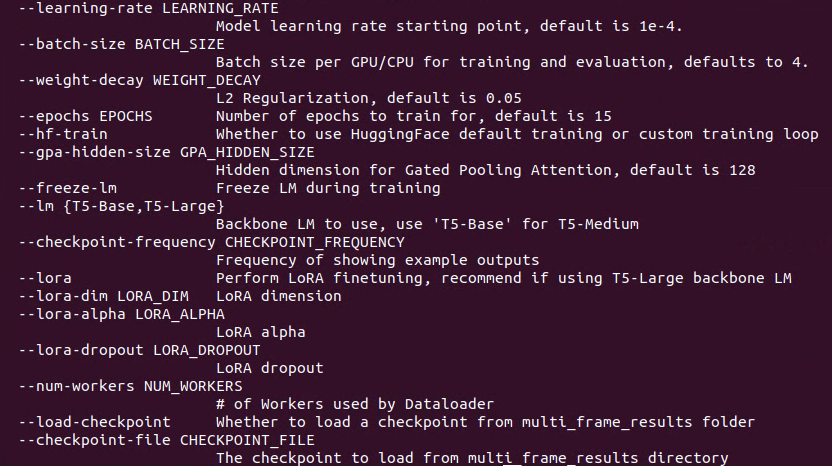 --learning-rate LEARNING_RATE
Model learning rate starting point, default is 1e-4.
--batch-size BATCH_SIZE
Batch size per GPU/CPU for training and evaluation, defaults to 4.
--weight-decay WEIGHT_DECAY
L2 Regularization, default is 0.05
--epochs EPOCHS Number of epochs to train for, default is 15
--hf-train Whether to use HuggingFace default training or custom training loop
--gpa-hidden-size GPA_HIDDEN_SIZE
Hidden dimension for Gated Pooling Attention, default is 128
--freeze-lm Freeze LM during training
--lm {T5-Base,T5-Large}
Backbone LM to use, use 'T5-Base' for T5-Medium
--checkpoint-frequency CHECKPOINT_FREQUENCY
Frequency of showing example outputs
--lora Perform LoRA finetuning, recommend if using T5-Large backbone LM
--lora-dim LORA_DIM LoRA dimension
--lora-alpha LORA_ALPHA
LoRA alpha
--lora-dropout LORA_DROPOUT
LoRA dropout
--num-workers NUM_WORKERS
# of Workers used by Dataloader
--load-checkpoint Whether to load a checkpoint from multi_frame_results folder
--checkpoint-file CHECKPOINT_FILE
The checkpoint to load from multi_frame_results directory